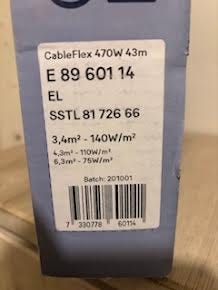 CableFlex 470W 43m
E 89 601 14
EL
SSTL 81 726 66
3,4m² - 140W/m²
4,3m² - 110W/m²
6,3m² - 75W/m²
Batch: 201001
7 330778 60114